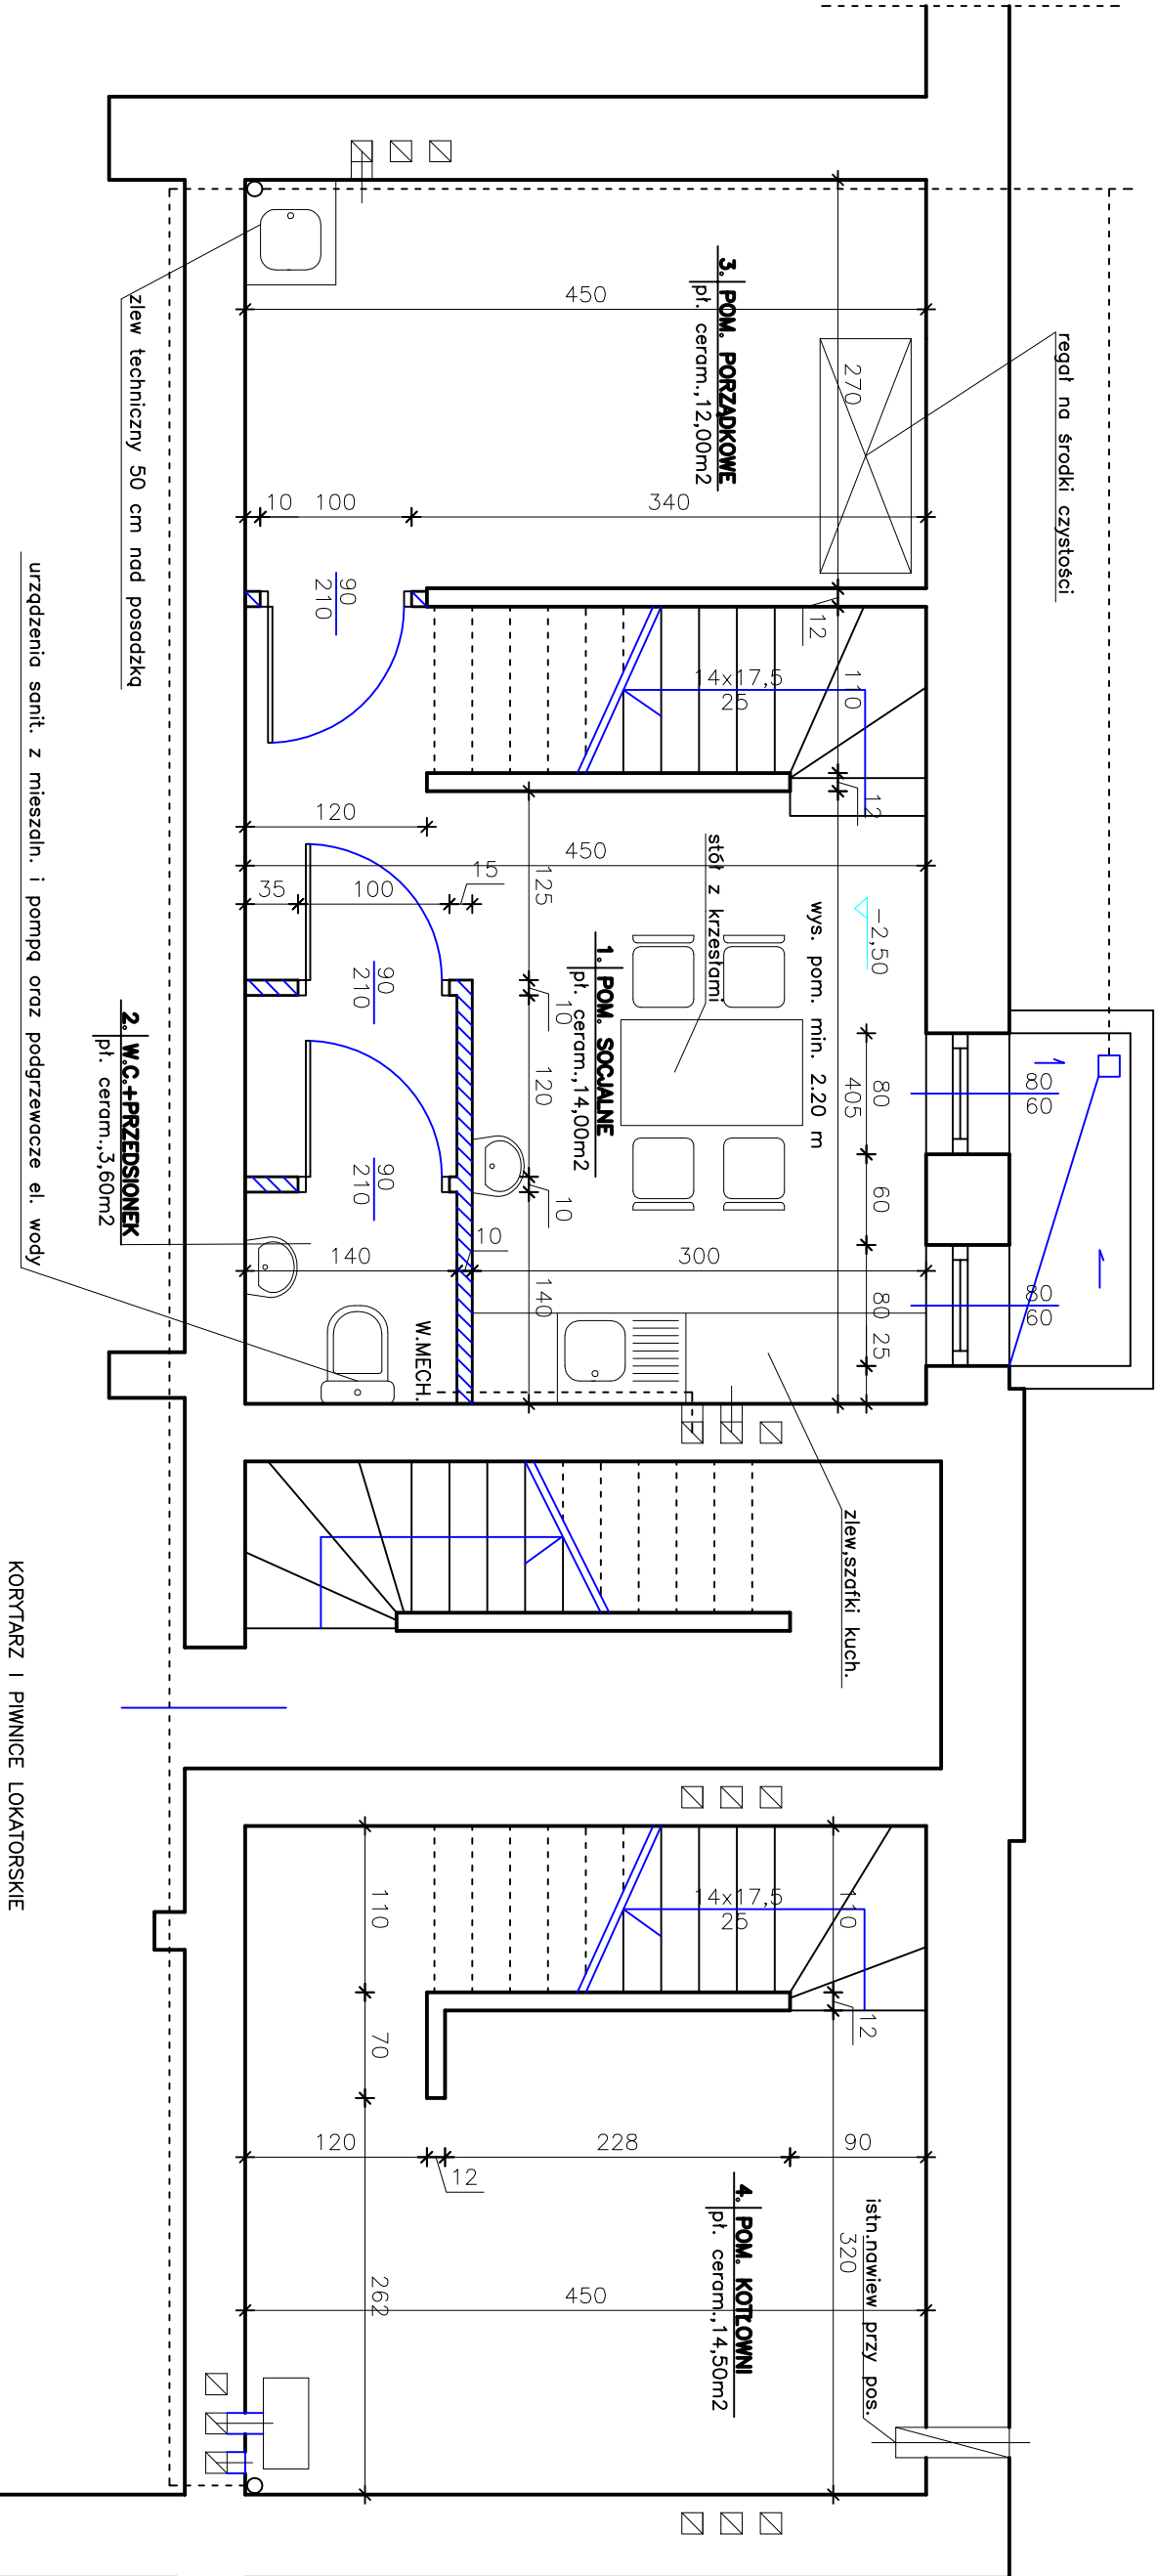 regał na środki czystości
270
3. POM. PORZĄDKOWE
pł. ceram.,12,00m2
450
340
100
10
90
210
zlew techniczny 50 cm nad posadzką
urządzenia sanit. z mieszaln. i pompą oraz podgrzewacze el. wody
12
110
14x17,5
25
12
120
450
35
100
15
125
-2,50
wys. pom. min. 2.20 m
stół z krzesłami
1. POM. SOCJALNE
pł. ceram.,14,00m2
10
120
10
140
405
80
60
80
25
80
60
80
60
90
210
90
210
2. W.C.+PRZEDSIONEK
pł. ceram.,3,60m2
140
10
300
W.MECH.
zlew,szafki kuch.
KORYTARZ I PIWNICE LOKATORSKIE
110
14x17,5
25
110
12
70
120
12
228
90
262
320
450
4. POM. KOTŁOWNI
pł. ceram.,14,50m2
istn.nawiew przy pos.